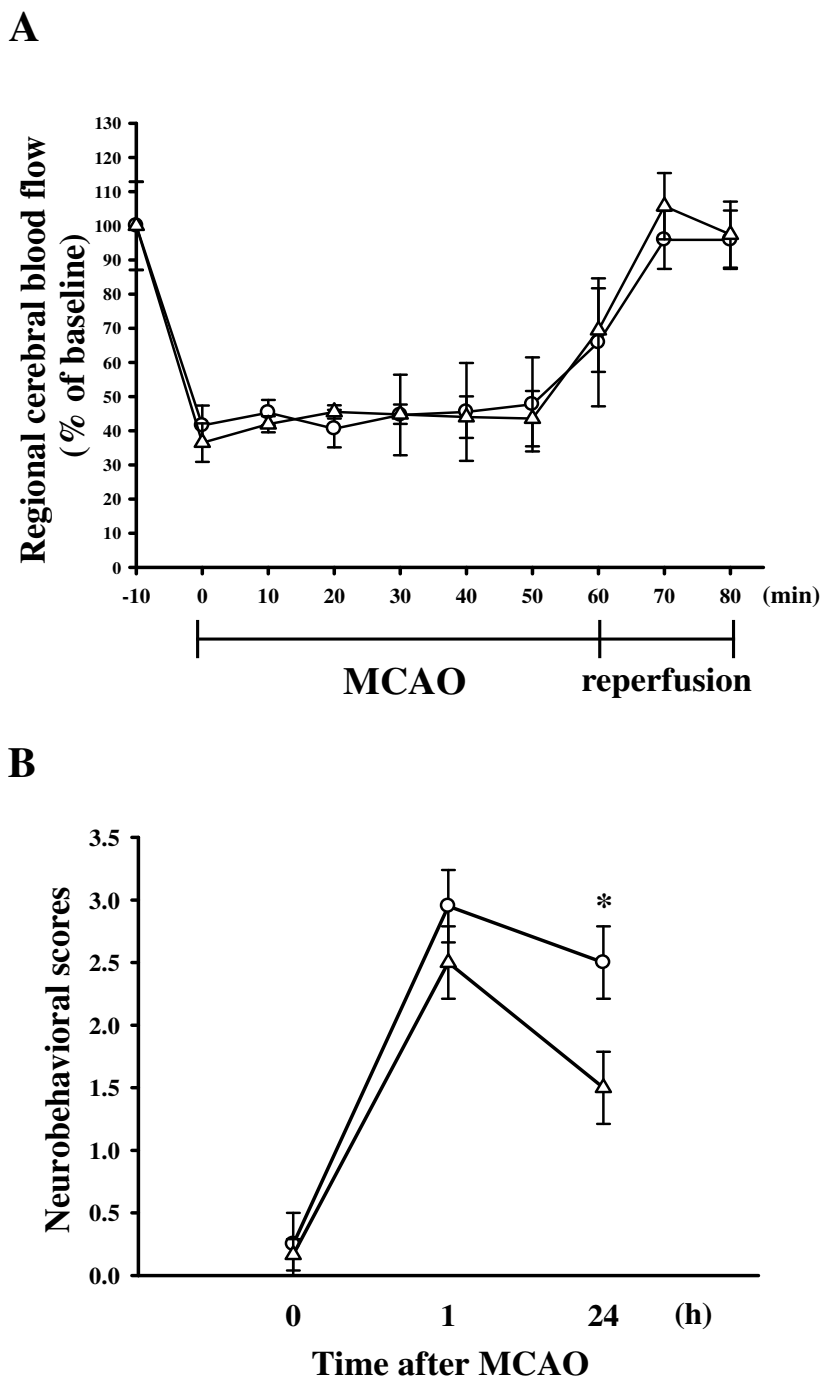 A
Regional cerebral blood flow
(% of baseline)
130
120
110
100
90
80
70
60
50
40
30
20
10
0
-10 0 10 20 30 40 50 60 70 80 (min)
MCAO reperfusion
B
Neurobehavioral scores
3.5
3.0
2.5
2.0
1.5
1.0
0.5
0.0
*
0 1 24 (h)
Time after MCAO